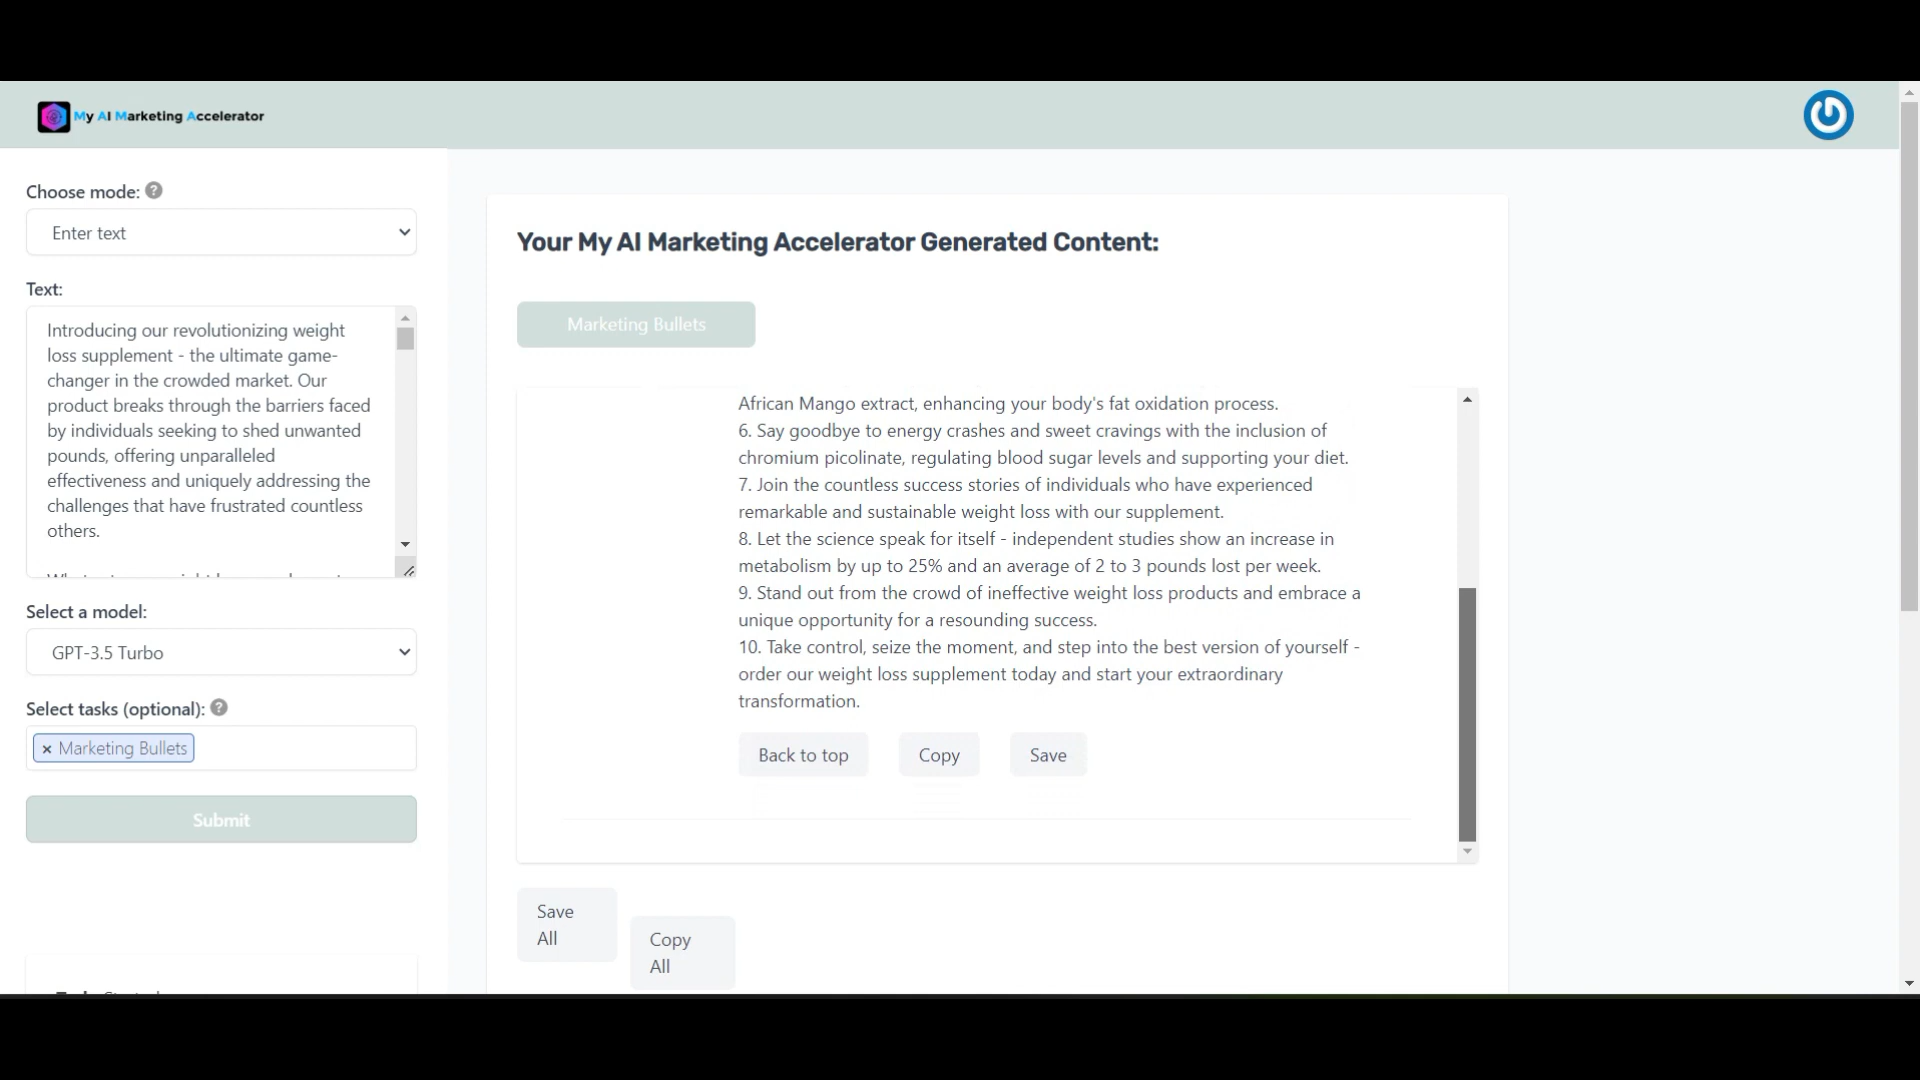 My AI Marketing Accelerator
Choose mode: ?
Enter text
Text:
Introducing our revolutionizing weight
loss supplement - the ultimate game-
changer in the crowded market. Our
product breaks through the barriers faced
by individuals seeking to shed unwanted
pounds, offering unparalleled
effectiveness and uniquely addressing the
challenges that have frustrated countless
others.
Select a model:
GPT-3.5 Turbo
Select tasks (optional): ?
× Marketing Bullets
Submit
Your My AI Marketing Accelerator Generated Content:
Marketing Bullets
African Mango extract, enhancing your body's fat oxidation process.
6. Say goodbye to energy crashes and sweet cravings with the inclusion of
chromium picolinate, regulating blood sugar levels and supporting your diet.
7. Join the countless success stories of individuals who have experienced
remarkable and sustainable weight loss with our supplement.
8. Let the science speak for itself - independent studies show an increase in
metabolism by up to 25% and an average of 2 to 3 pounds lost per week.
9. Stand out from the crowd of ineffective weight loss products and embrace a
unique opportunity for a resounding success.
10. Take control, seize the moment, and step into the best version of yourself -
order our weight loss supplement today and start your extraordinary
transformation.
Back to top
Copy
Save
Save
All
Copy
All